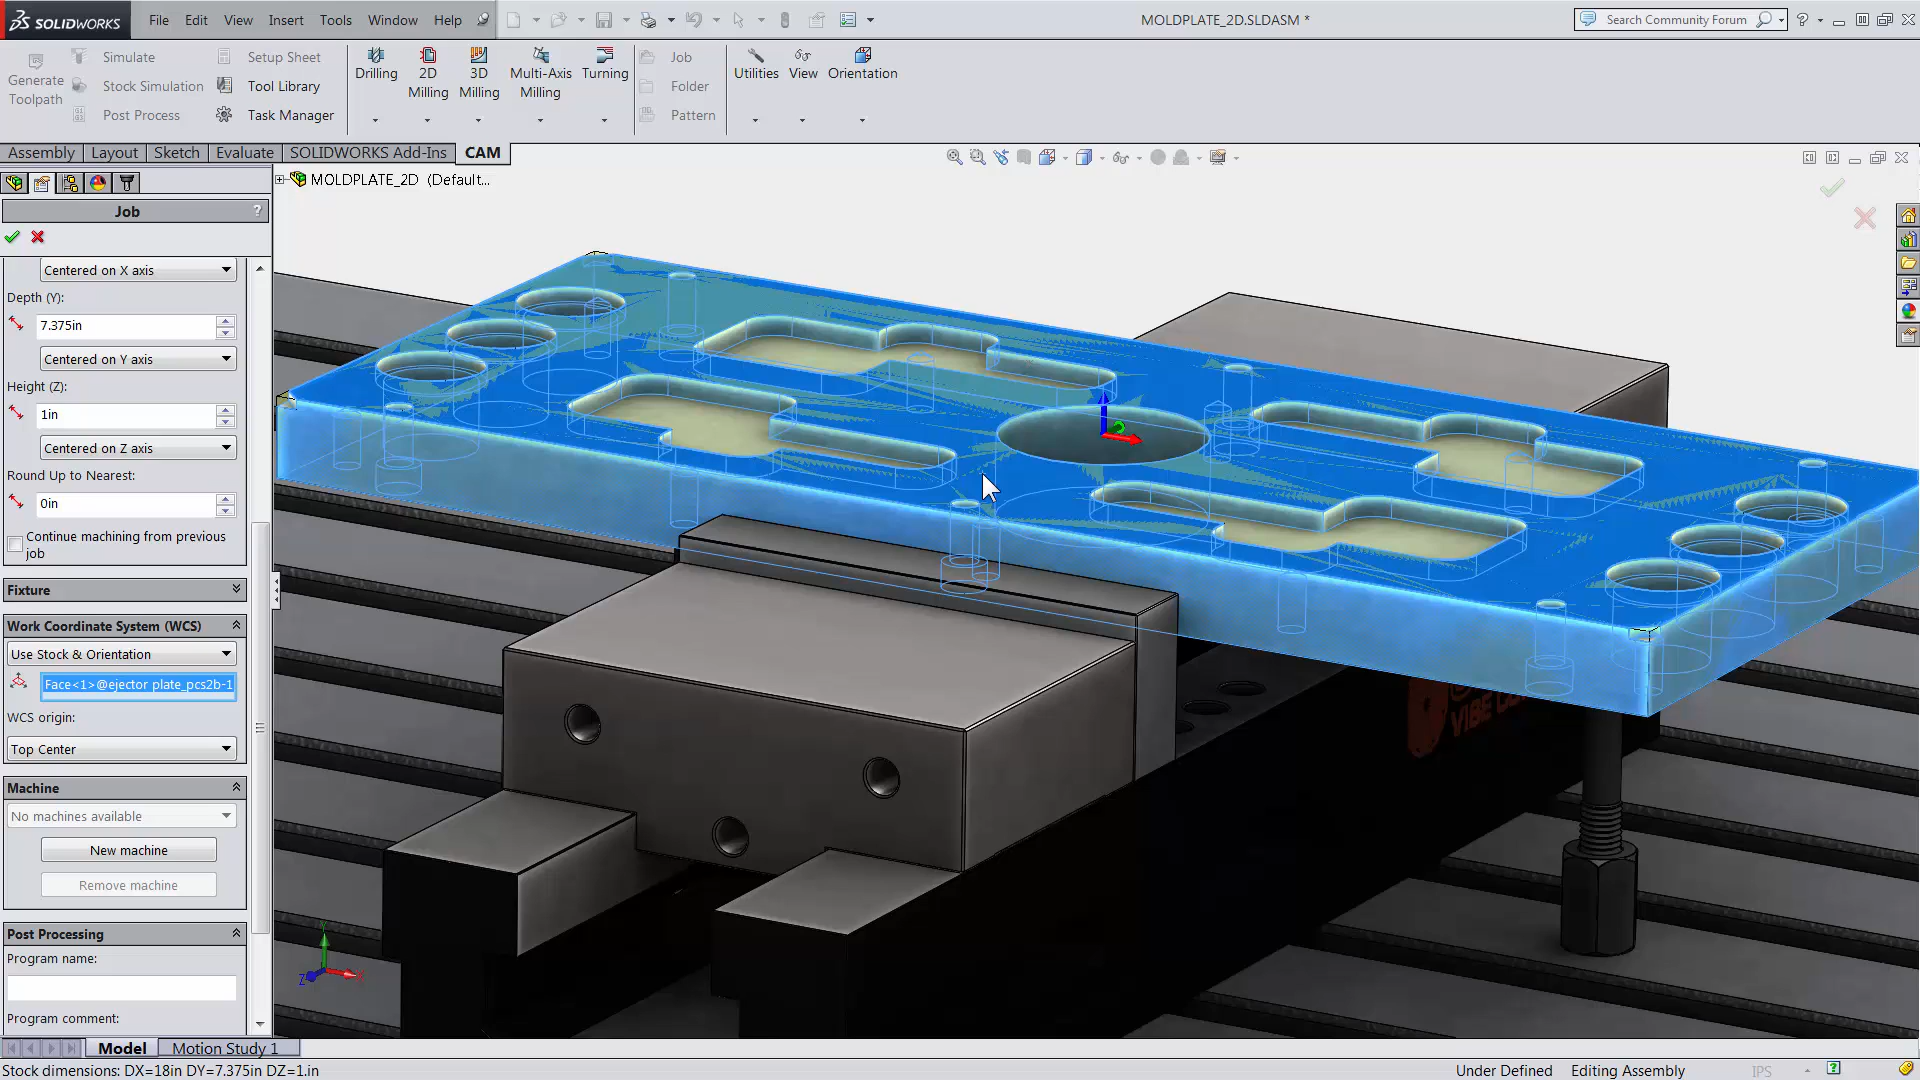 SOLIDWORKS File Edit View Insert Tools Window Help MOLDPLATE_2D.SLDASM * Search Community Forum ?
Generate Toolpath
Simulate
Stock Simulation
Post Process
Setup Sheet
Tool Library
Task Manager
Drilling
2D Milling
3D Milling
Multi-Axis Milling
Turning
Job
Folder
Pattern
Utilities View Orientation
Assembly Layout Sketch Evaluate SOLIDWORKS Add-Ins CAM
MOLDPLATE_2D (Default...
Job ?
Centered on X axis
Depth (Y):
7.375in
Centered on Y axis
Height (Z):
1in
Centered on Z axis
Round Up to Nearest:
0in
Continue machining from previous
job
Fixture
Work Coordinate System (WCS)
Use Stock & Orientation
Face<1>@ejector plate_pcs2b-1
WCS origin:
Top Center
Machine
No machines available
New machine
Remove machine
Post Processing
Program name:
Program comment:
Y
X
Z
Model Motion Study 1
Stock dimensions: DX=18in DY=7.375in DZ=1.in Under Defined Editing Assembly IPS ?